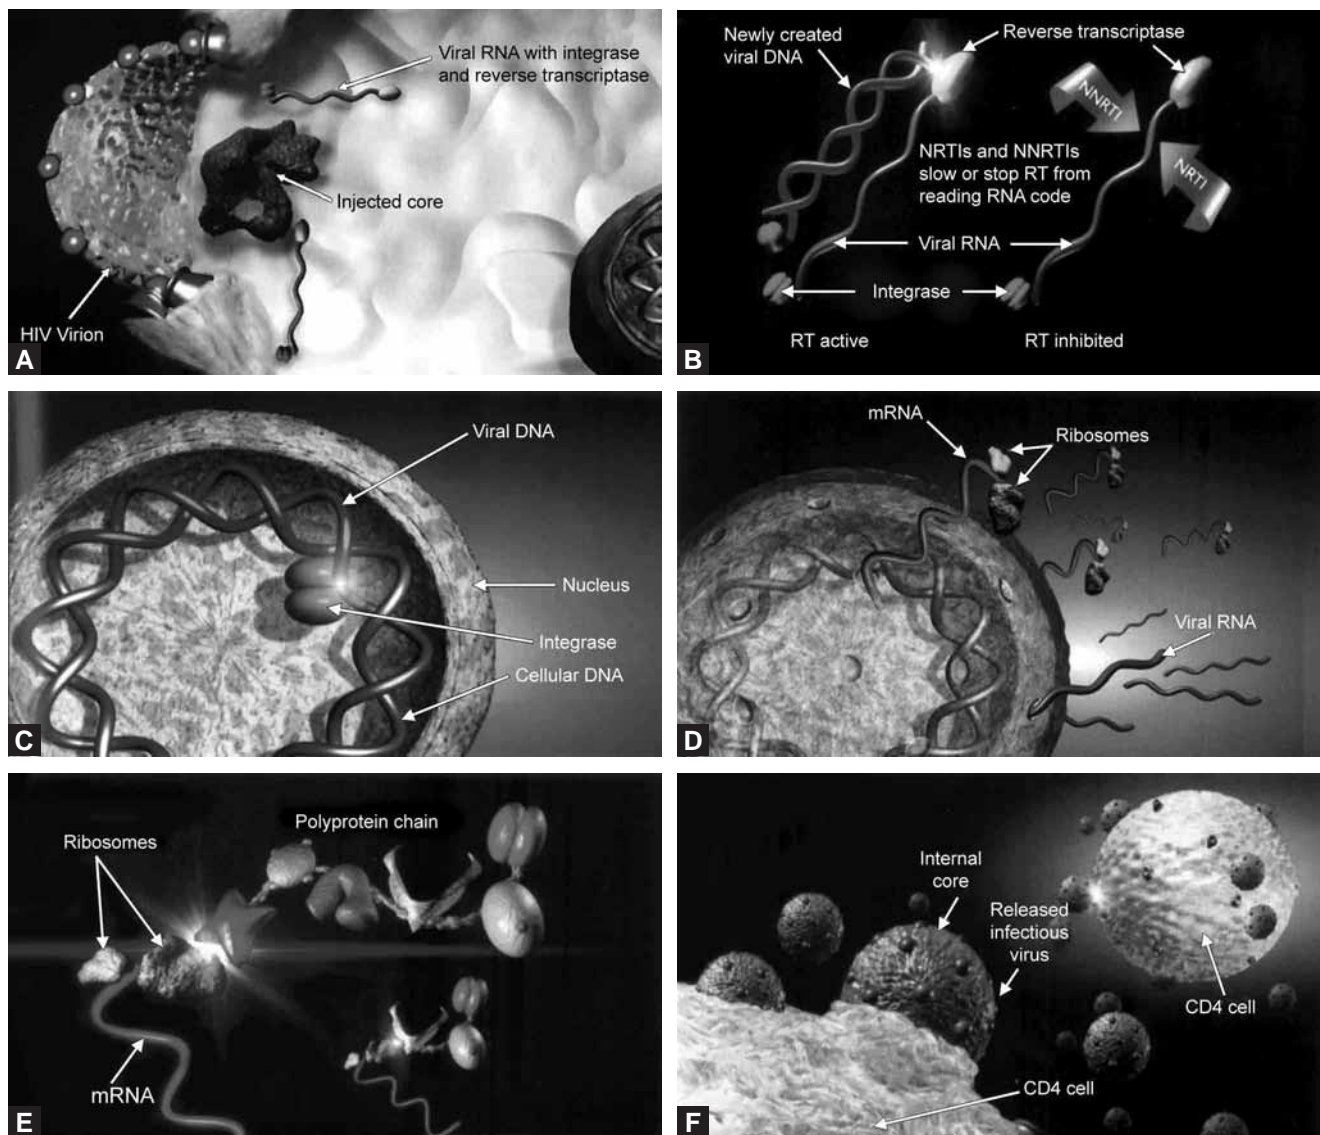 Viral RNA with integrase
and reverse transcriptase
Injected core
HIV Virion
A
Newly created
viral DNA
Reverse transcriptase
NNRTI
NRTIs and NNRTIs
slow or stop RT from
reading RNA code
NRTI
Viral RNA
Integrase
RT active
RT inhibited
B
Viral DNA
Nucleus
Integrase
Cellular DNA
C
mRNA
Ribosomes
Viral RNA
D
Polyprotein chain
Ribosomes
mRNA
E
Internal
core
Released
infectious
virus
CD4 cell
CD4 cell
F